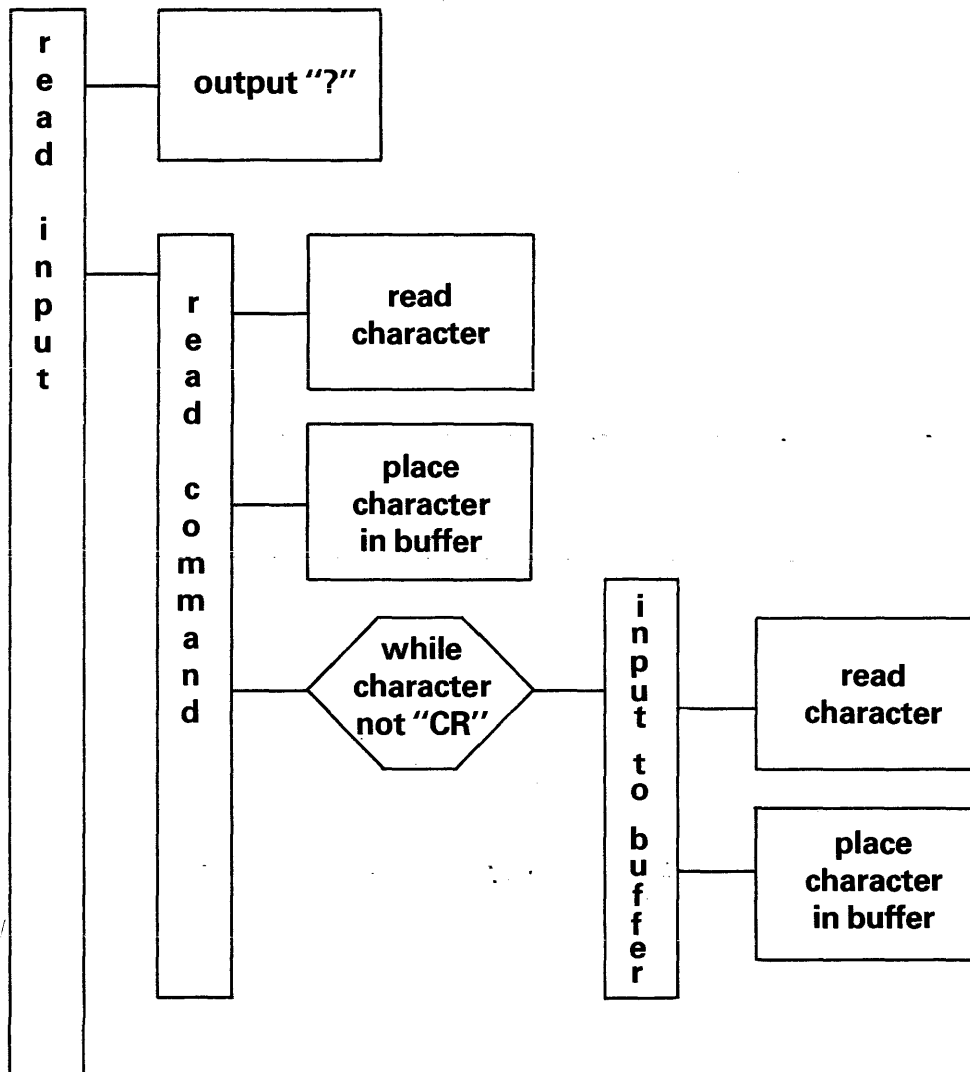 read input
output “?”
read command
read
character
place
character
in buffer
while
character
not “CR”
input to buffer
read
character
place
character
in buffer